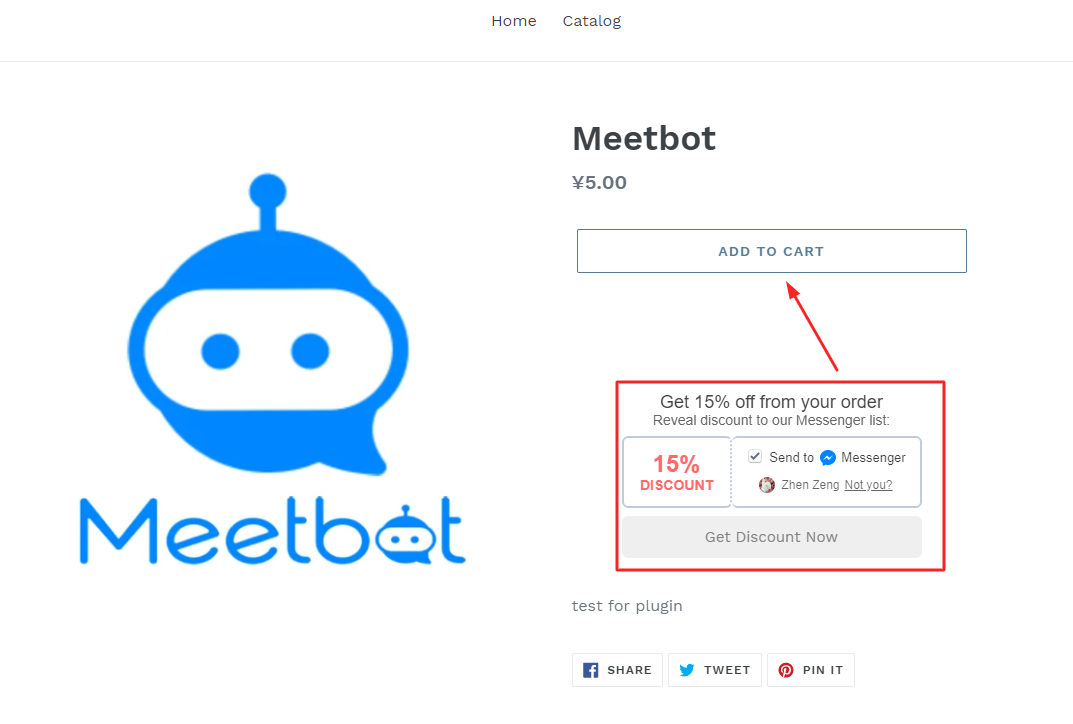 Home Catalog
Meetbot
¥5.00
ADD TO CART
Get 15% off from your order
Reveal discount to our Messenger list:
15%
DISCOUNT
Send to Messenger
Zhen Zeng Not you?
Get Discount Now
Meetbot
test for plugin
SHARE TWEET PIN IT